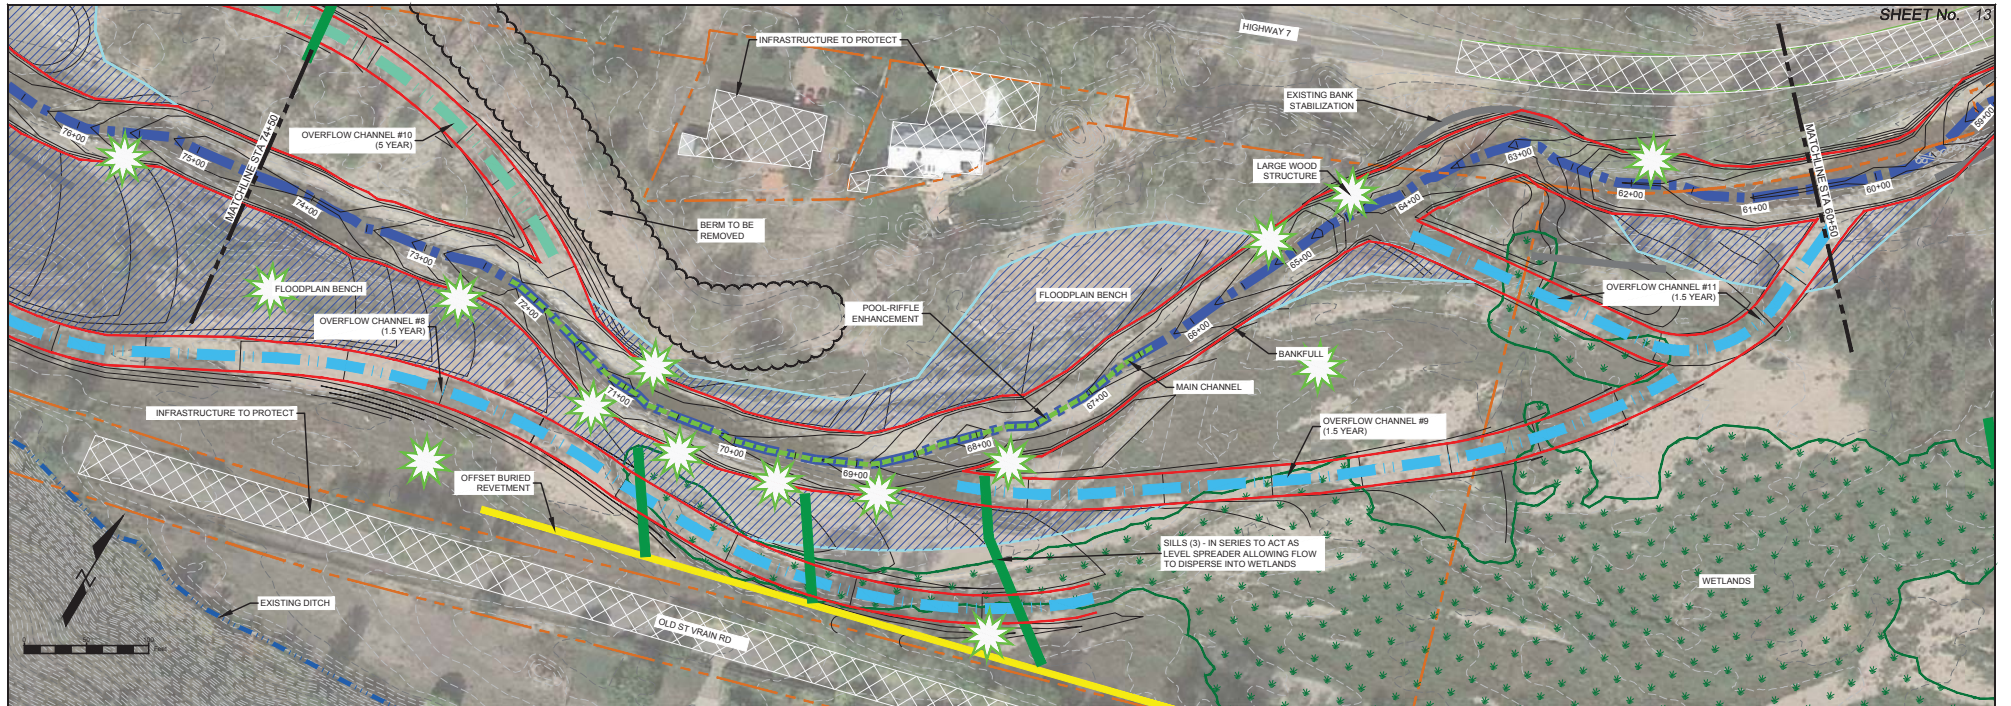 SHEET No. 13
HIGHWAY 7
INFRASTRUCTURE TO PROTECT
EXISTING BANK
STABILIZATION
OVERFLOW CHANNEL #10
(5 YEAR)
MATCHLINE STA 74+50
MATCHLINE STA 60+50
LARGE WOOD
STRUCTURE
BERM TO BE
REMOVED
76+00
75+00
74+00
73+00
72+00
71+00
70+00
69+00
68+00
67+00
66+00
65+00
64+00
63+00
62+00
61+00
60+00
59+00
FLOODPLAIN BENCH
FLOODPLAIN BENCH
POOL-RIFFLE
ENHANCEMENT
OVERFLOW CHANNEL #11
(1.5 YEAR)
OVERFLOW CHANNEL #8
(1.5 YEAR)
BANKFULL
MAIN CHANNEL
INFRASTRUCTURE TO PROTECT
OVERFLOW CHANNEL #9
(1.5 YEAR)
OFFSET BURIED
REVETMENT
SILLS (3) - IN SERIES TO ACT AS
LEVEL SPREADER ALLOWING FLOW
TO DISPERSE INTO WETLANDS
WETLANDS
EXISTING DITCH
OLD ST VRAIN RD
N